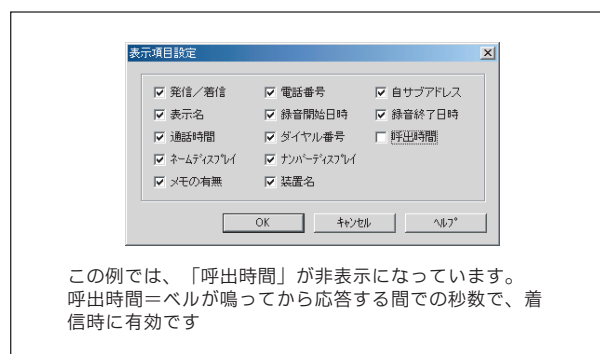 表示項目設定
発信／着信 電話番号 自サブアドレス
表示名 録音開始日時 録音終了日時
通話時間 ダイヤル番号 呼出時間
ﾈｰﾑﾃﾞｨｽﾌﾟﾚｲ ﾅﾝﾊﾞｰﾃﾞｨｽﾌﾟﾚｲ
メモの有無 装置名
OK ｷｬﾝｾﾙ ﾍﾙﾌﾟ
この例では、「呼出時間」が非表示になっています。
呼出時間＝ベルが鳴ってから応答する間での秒数で、着
信時に有効です